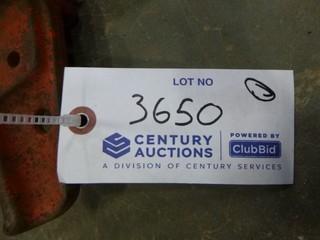 LOT NO
3650
CENTURY AUCTIONS
POWERED BY
ClubBid
A DIVISION OF CENTURY SERVICES